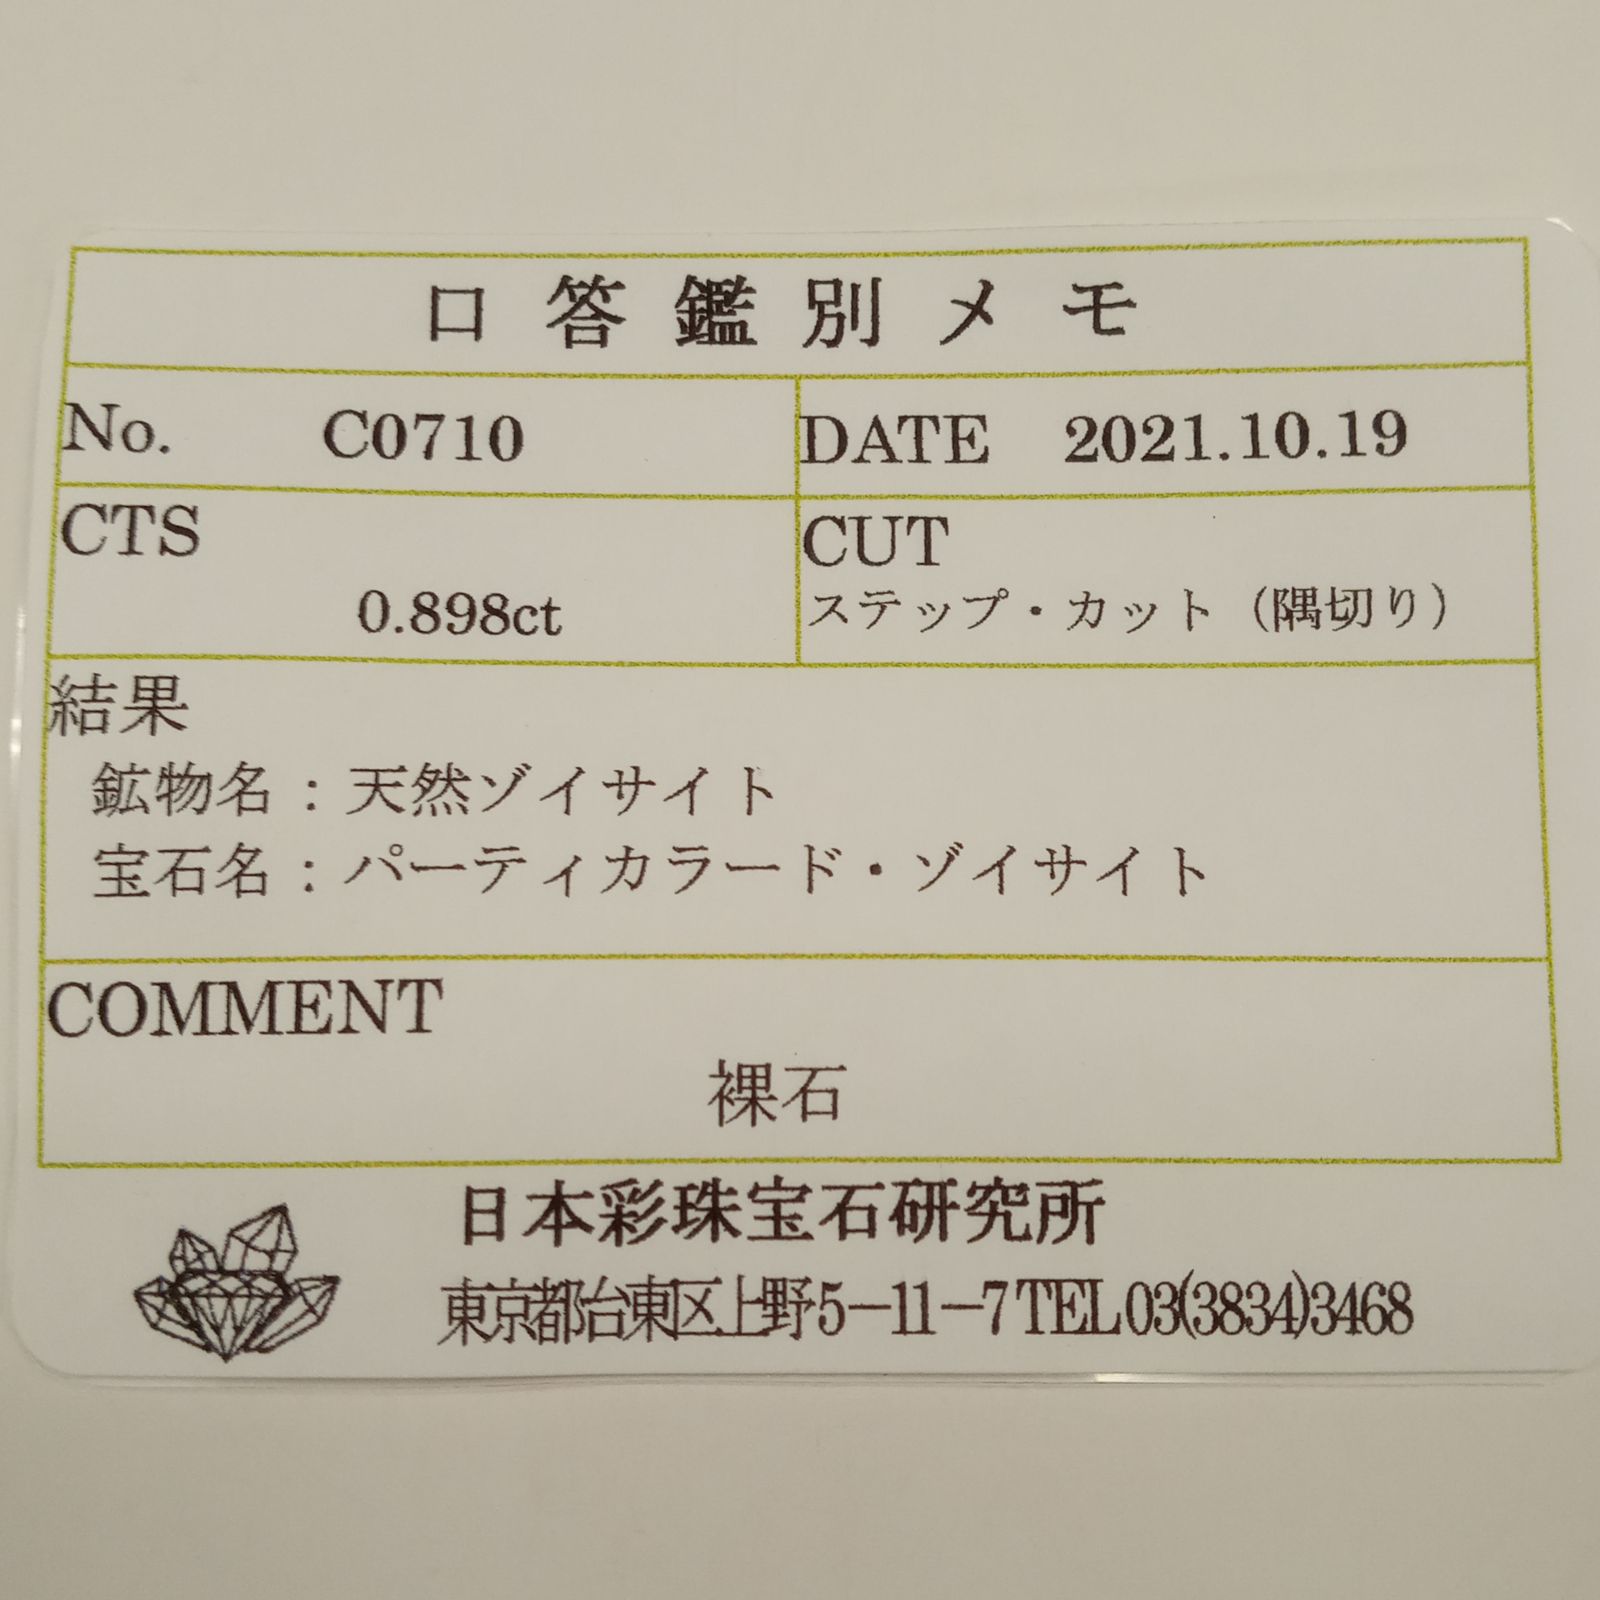 口答鑑別メモ
No. C0710 DATE 2021.10.19
CTS CUT
0.898ct ステップ・カット（隅切り）
結果
鉱物名：天然ゾイサイト
宝石名：パーティカラード・ゾイサイト
COMMENT
裸石
日本彩珠宝石研究所
東京都台東区上野5−11−7 TEL03(3834)3468